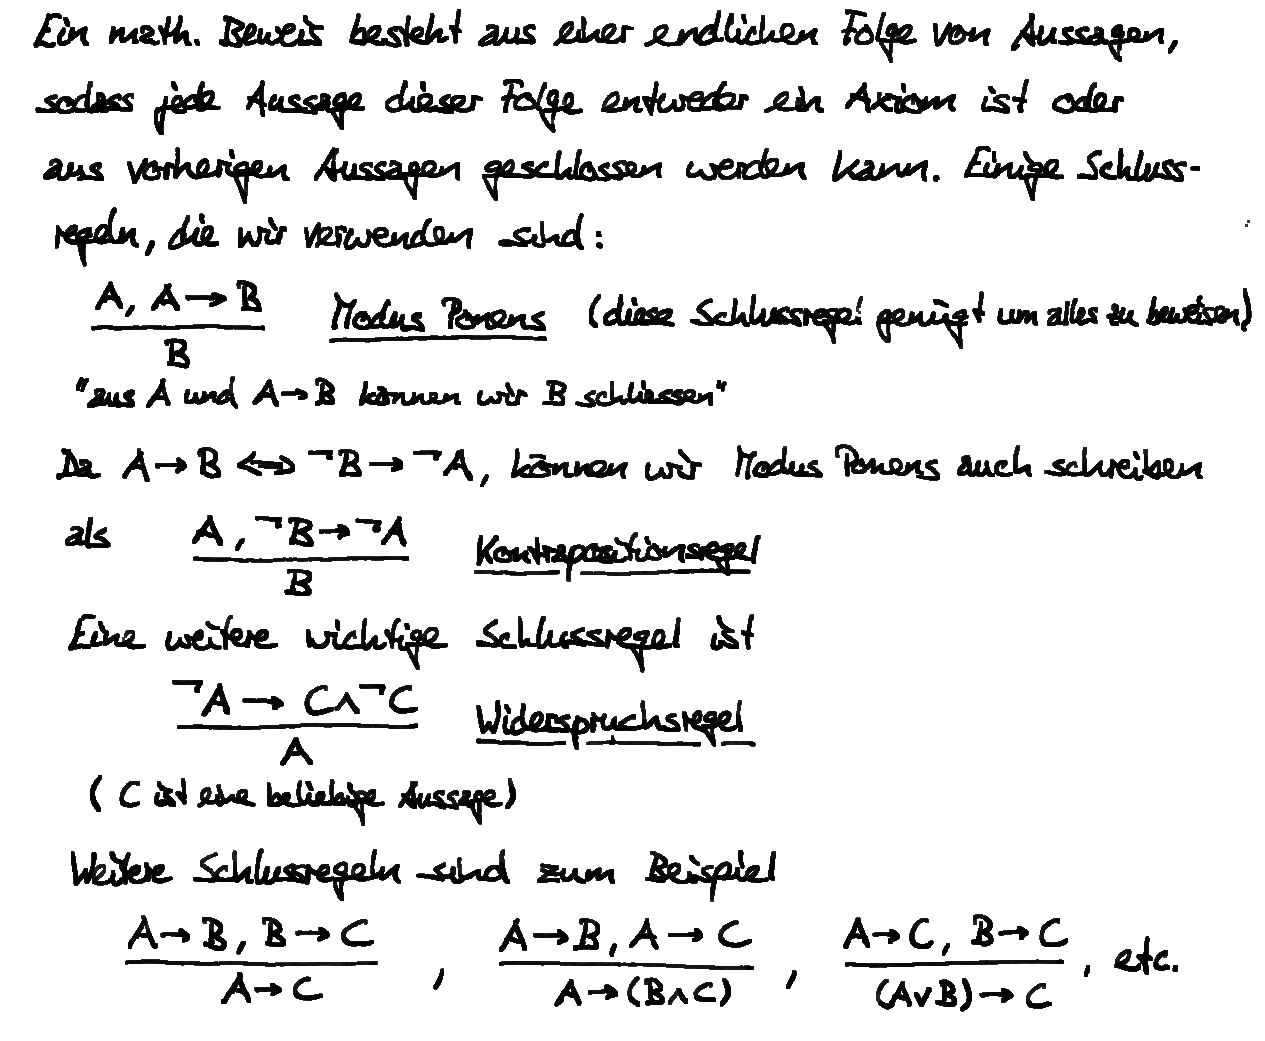 Ein math. Beweis besteht aus einer endlichen Folge von Aussagen,
sodass jede Aussage dieser Folge entweder ein Axiom ist oder
aus vorherigen Aussagen geschlossen werden kann. Einige Schluss-
regeln, die wir verwenden sind:
A, A → B
B
Modus Ponens (diese Schlussregel genügt um alles zu beweisen)
"aus A und A → B können wir B schliessen"
Da A → B ⟺ ¬B → ¬A, können wir Modus Ponens auch schreiben
als A, ¬B → ¬A
B
Kontrapositionsregel
Eine weitere wichtige Schlussregel ist
¬A → C ∧ ¬C
A
Widerspruchsregel
(C ist eine beliebige Aussage)
Weitere Schlussregeln sind zum Beispiel
A → B, B → C
A → C ,
A → B, A → C
A → (B ∧ C) ,
A → C, B → C
(A ∨ B) → C , etc.